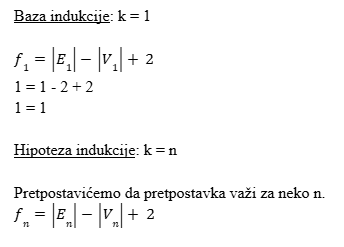 Baza indukcije: k = 1
f₁ = |E₁| − |V₁| + 2
1 = 1 - 2 + 2
1 = 1
Hipoteza indukcije: k = n
Pretpostavićemo da pretpostavka važi za neko n.
fₙ = |Eₙ| − |Vₙ| + 2